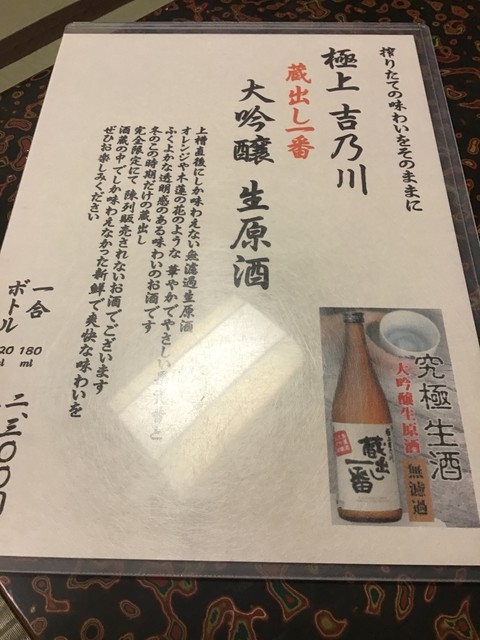 搾りたての味わいをそのままに
極上 吉乃川
蔵出し一番
大吟醸 生原酒
上槽直後にしか味わえない無濾過生原酒
オレンジや木蓮の花のような 華やかでやさしい
ふくよかな透明感のある味わいのお酒です
冬のこの時期だけの蔵出し
完全限定にて 陳列販売されないお酒でございます
酒蔵の中でしか味わえなかった新鮮で爽快な味わいを
ぜひお楽しみください
一合 180ml
ボトル 20
二、三〇〇円
究極生酒
大吟醸生原酒
無濾過
蔵出し
一番